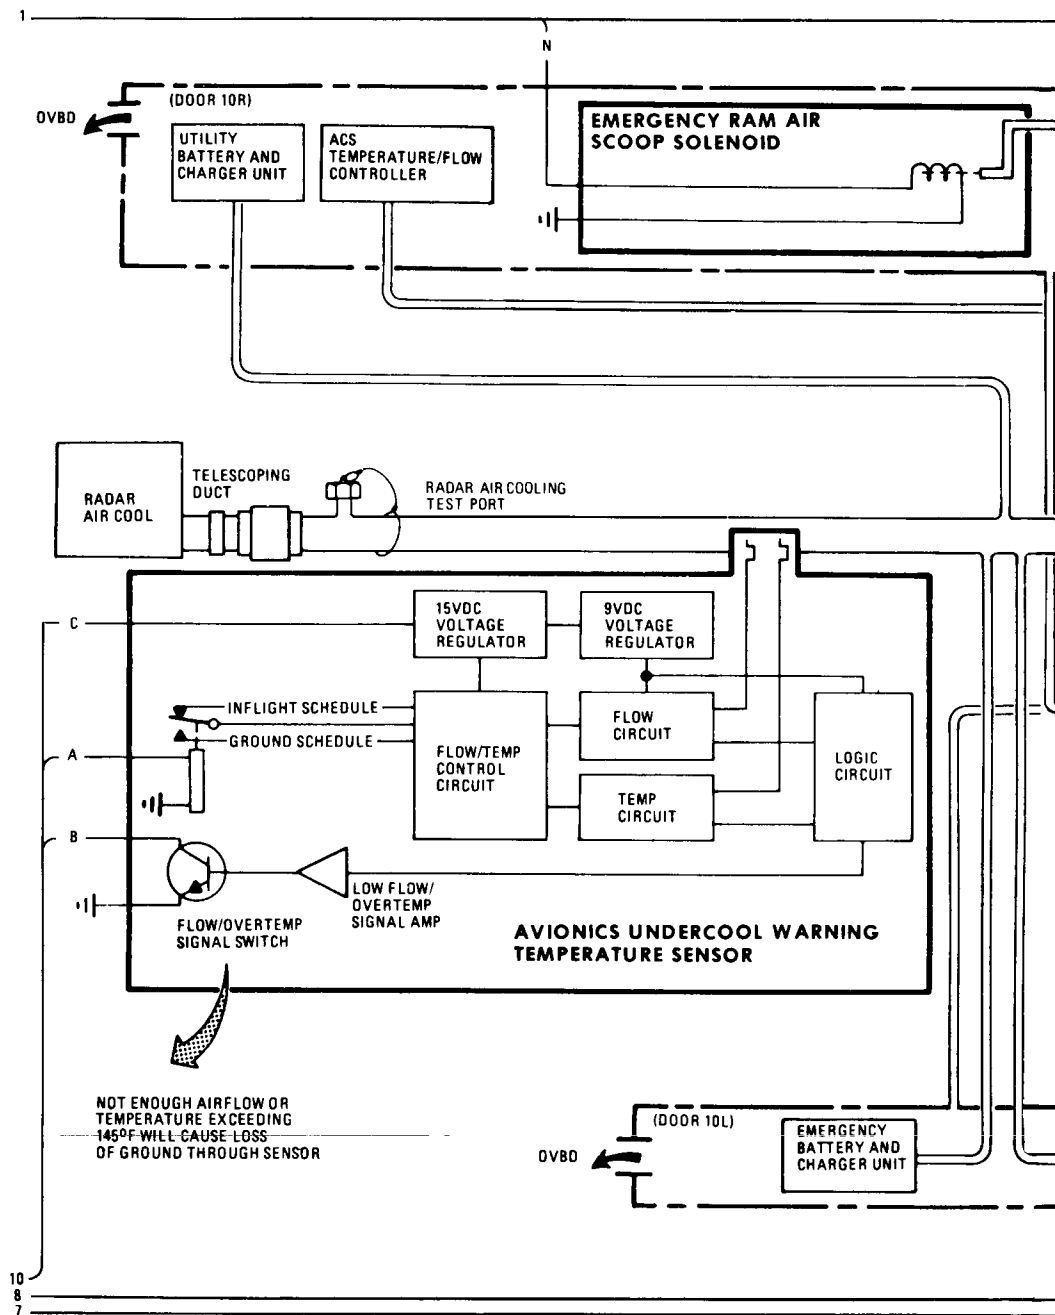 1
N
(DOOR 10R)
OVBD
UTILITY
BATTERY AND
CHARGER UNIT
ACS
TEMPERATURE/FLOW
CONTROLLER
EMERGENCY RAM AIR
SCOOP SOLENOID
RADAR
AIR COOL
TELESCOPING
DUCT
RADAR AIR COOLING
TEST PORT
C
15VDC
VOLTAGE
REGULATOR
9VDC
VOLTAGE
REGULATOR
INFLIGHT SCHEDULE
GROUND SCHEDULE
A
FLOW/TEMP
CONTROL
CIRCUIT
FLOW
CIRCUIT
TEMP
CIRCUIT
LOGIC
CIRCUIT
B
FLOW/OVERTEMP
SIGNAL SWITCH
LOW FLOW/
OVERTEMP
SIGNAL AMP
AVIONICS UNDERCOOL WARNING
TEMPERATURE SENSOR
NOT ENOUGH AIRFLOW OR
TEMPERATURE EXCEEDING
145ºF WILL CAUSE LOSS
OF GROUND THROUGH SENSOR
(DOOR 10L)
OVBD
EMERGENCY
BATTERY AND
CHARGER UNIT
10
8
7